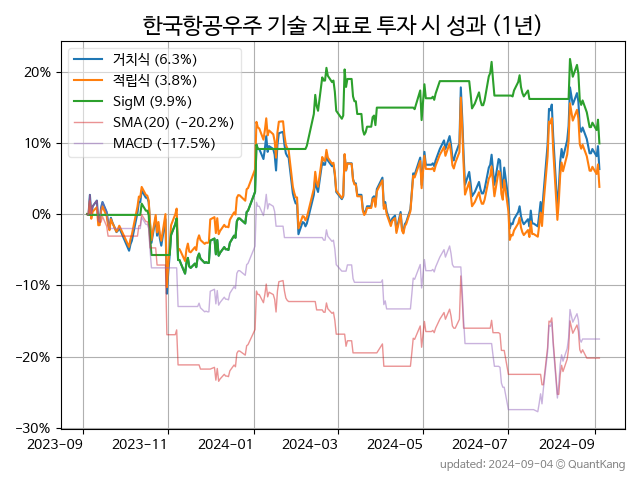 한국항공우주 기술 지표로 투자 시 성과 (1년)
거치식 (6.3%)
적립식 (3.8%)
SigM (9.9%)
SMA(20) (−20.2%)
MACD (−17.5%)
20%
10%
0%
−10%
−20%
−30%
2023-09
2023-11
2024-01
2024-03
2024-05
2024-07
2024-09
updated: 2024-09-04 © QuantKang